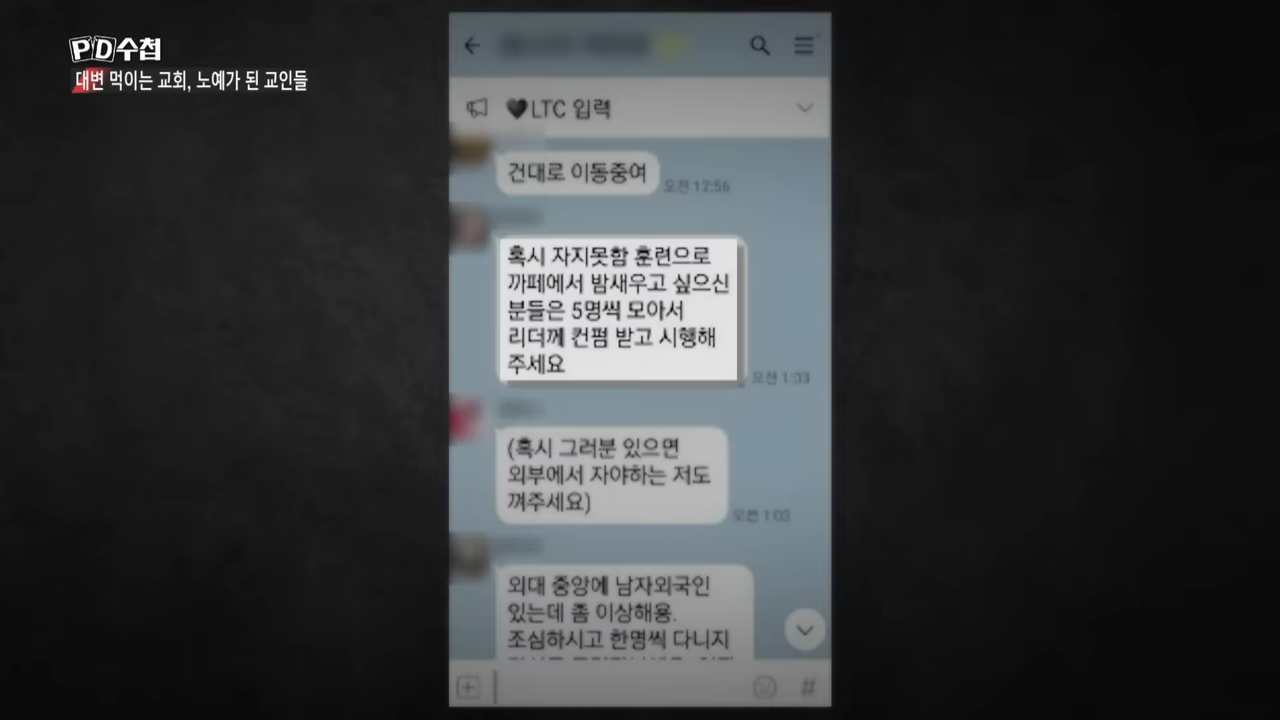 PD수첩
대변 먹이는 교회, 노예가 된 교인들
🖤LTC 입력
건대로 이동중여
오전 12:56
혹시 자지못함 훈련으로
까페에서 밤새우고 싶으신
분들은 5명씩 모아서
리더께 컨펌 받고 시행해
주세요
오전 1:03
(혹시 그러분 있으면
외부에서 자야하는 저도
껴주세요)
오전 1:03
외대 중앙에 남자외국인
있는데 좀 이상해용.
조심하시고 한명씩 다니지
#